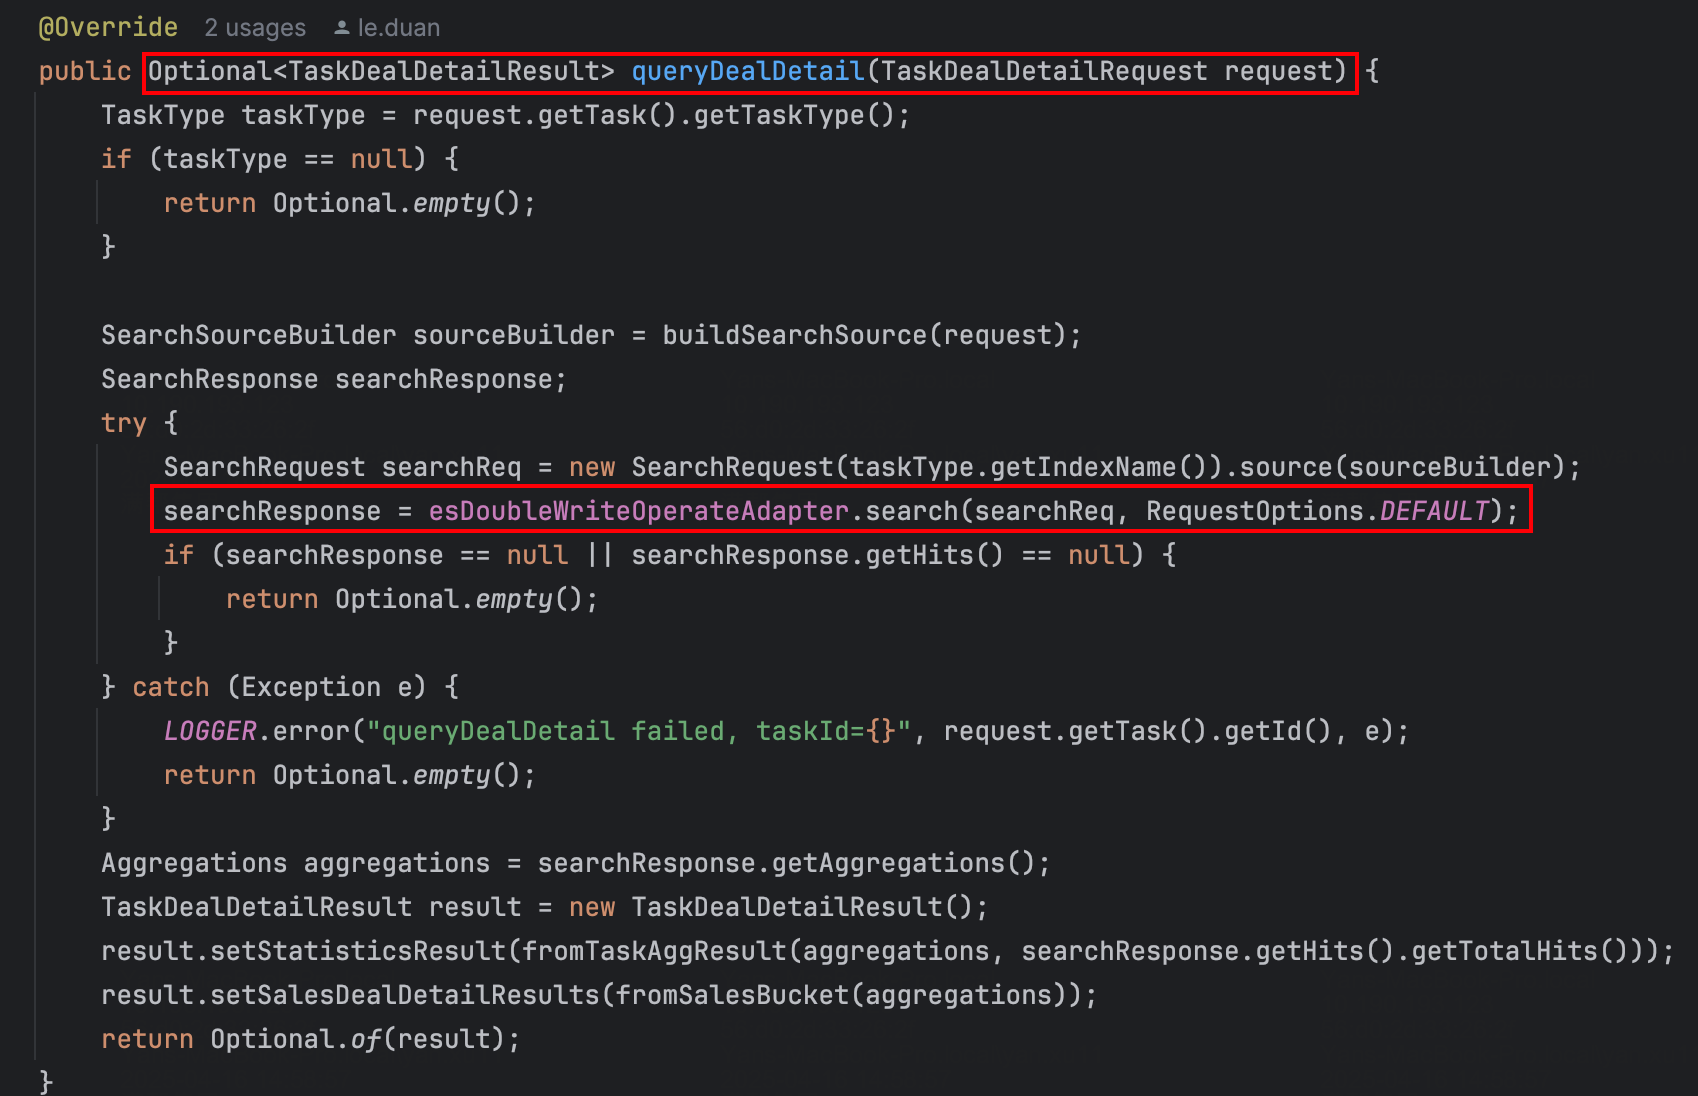 @Override 2 usages le.duan
public Optional<TaskDealDetailResult> queryDealDetail(TaskDealDetailRequest request) {
TaskType taskType = request.getTask().getTaskType();
if (taskType == null) {
return Optional.empty();
}
SearchSourceBuilder sourceBuilder = buildSearchSource(request);
SearchResponse searchResponse;
try {
SearchRequest searchReq = new SearchRequest(taskType.getIndexName()).source(sourceBuilder);
searchResponse = esDoubleWriteOperateAdapter.search(searchReq, RequestOptions.DEFAULT);
if (searchResponse == null || searchResponse.getHits() == null) {
return Optional.empty();
}
} catch (Exception e) {
LOGGER.error("queryDealDetail failed, taskId={}", request.getTask().getId(), e);
return Optional.empty();
}
Aggregations aggregations = searchResponse.getAggregations();
TaskDealDetailResult result = new TaskDealDetailResult();
result.setStatisticsResult(fromTaskAggResult(aggregations, searchResponse.getHits().getTotalHits()));
result.setSalesDealDetailResults(fromSalesBucket(aggregations));
return Optional.of(result);
}